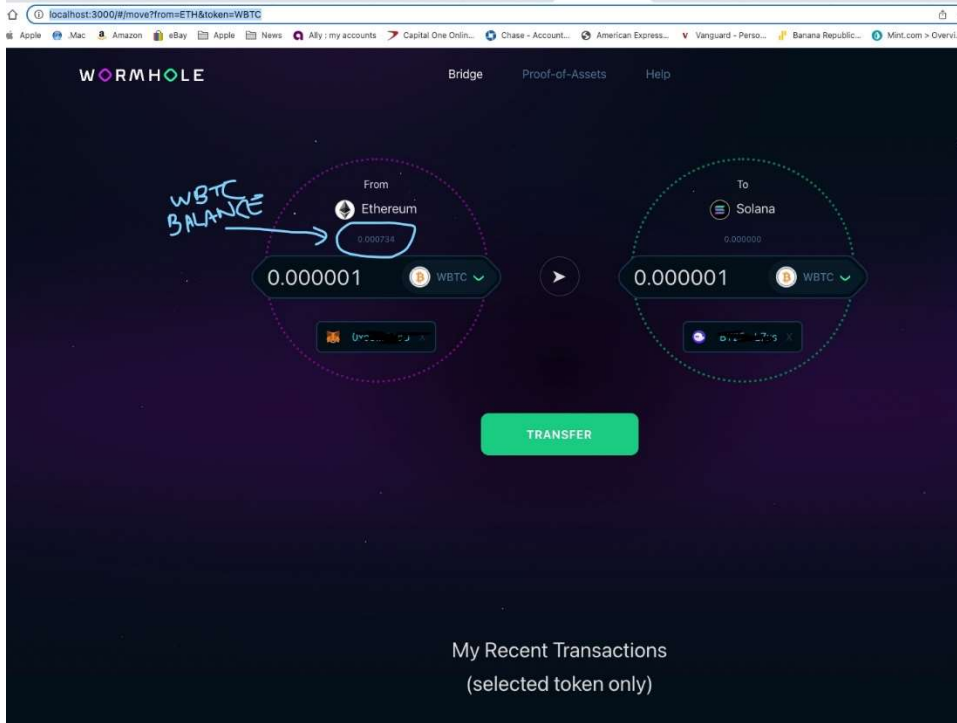 localhost:3000/#/move?from=ETH&token=WBTC
Apple .Mac Amazon eBay Apple News Ally : my accounts Capital One Onlin... Chase - Account... American Express... Vanguard - Perso... Banana Republic... Mint.com > Overvi
WORMHOLE Bridge Proof-of-Assets Help
From To
Ethereum Solana
WBTC
BALANCE
0.000734 0.000000
0.000001 WBTC 0.000001 WBTC
TRANSFER
My Recent Transactions
(selected token only)